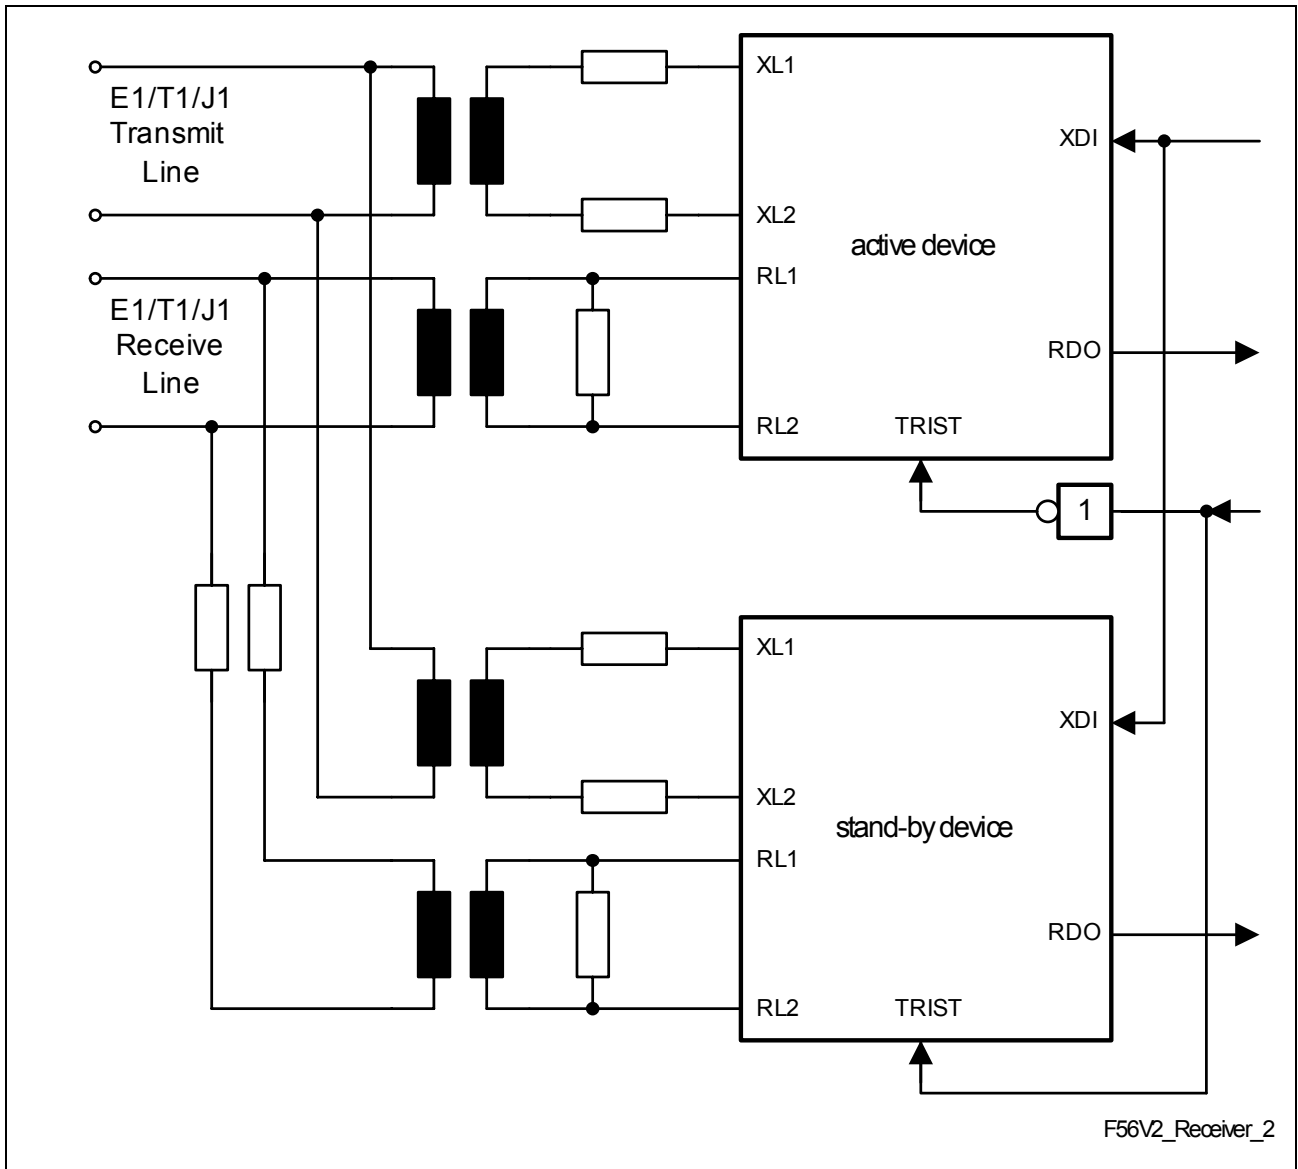 E1/T1/J1
Transmit
Line
E1/T1/J1
Receive
Line
XL1
XDI
XL2
active device
RL1
RDO
RL2
TRIST
1
XL1
XDI
XL2
stand-by device
RL1
RDO
RL2
TRIST
F56V2_Receiver_2